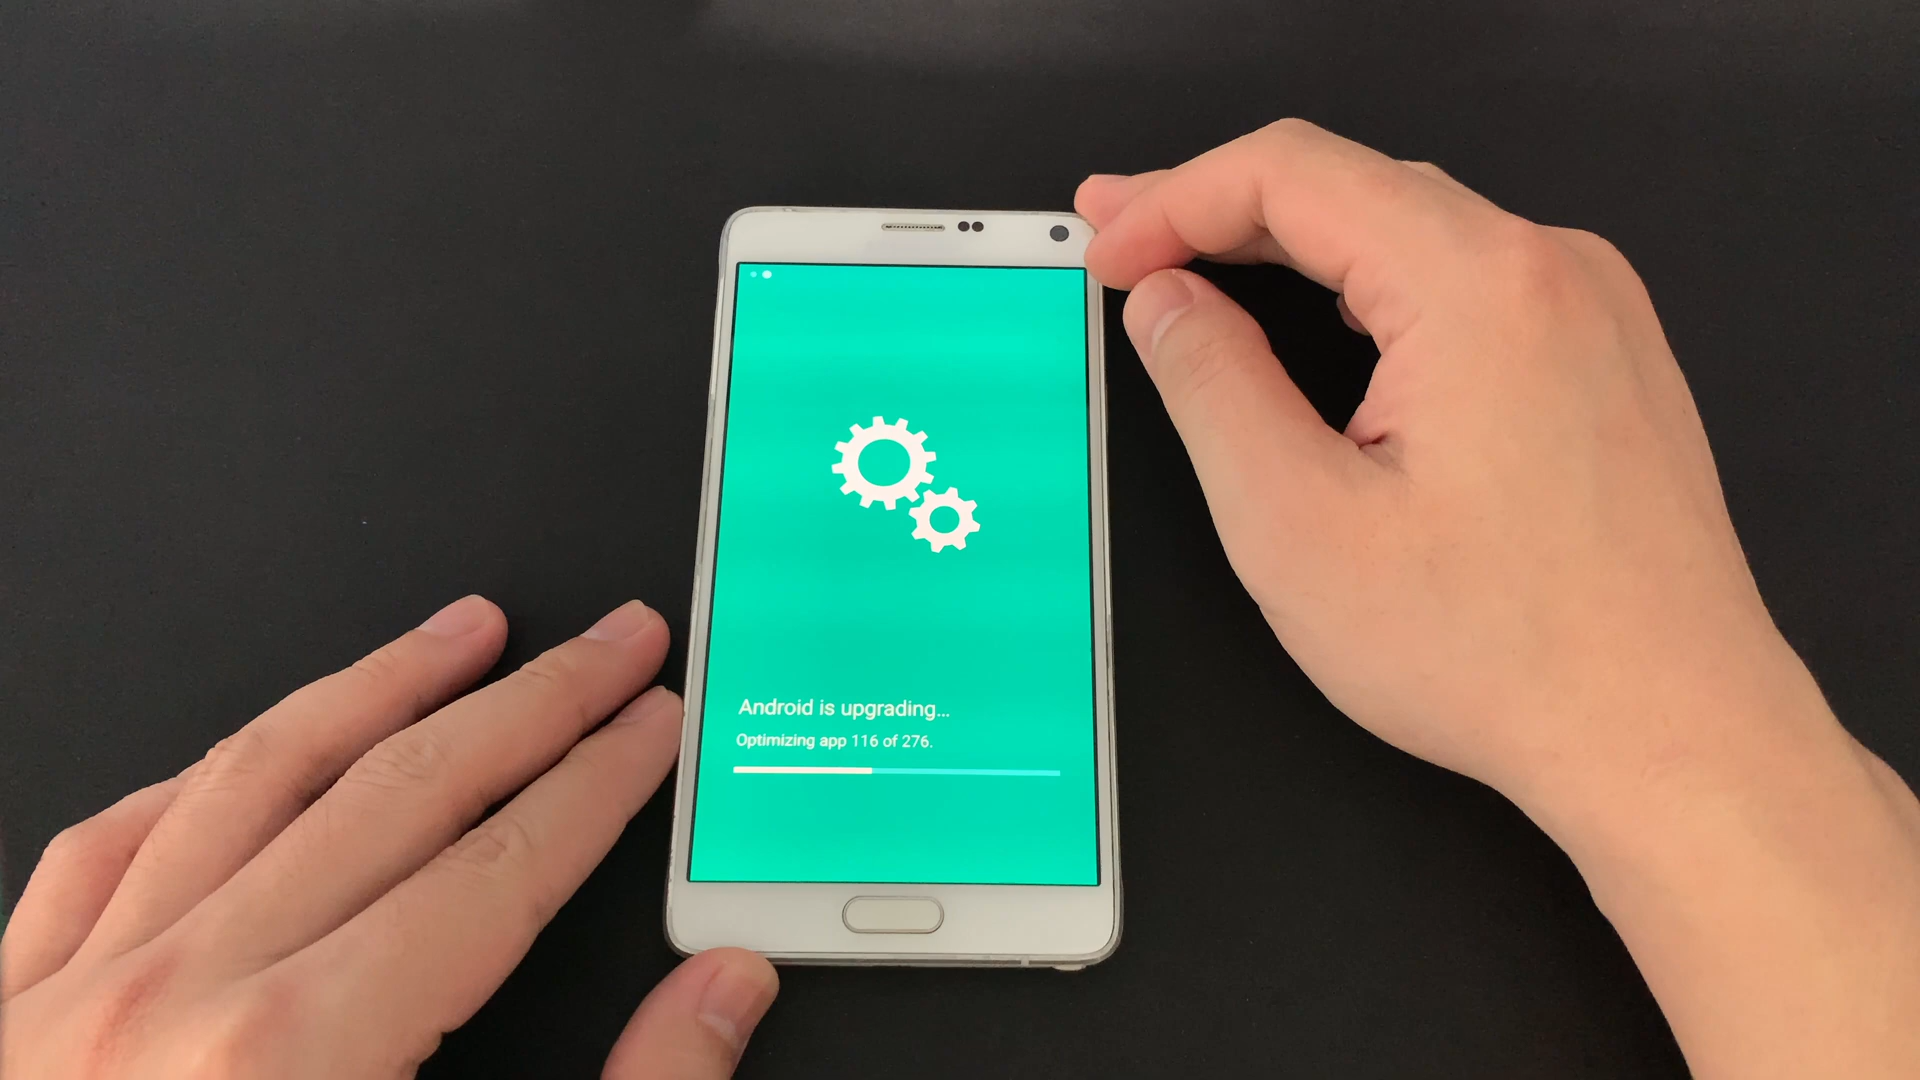 Android is upgrading...
Optimizing app 116 of 276.